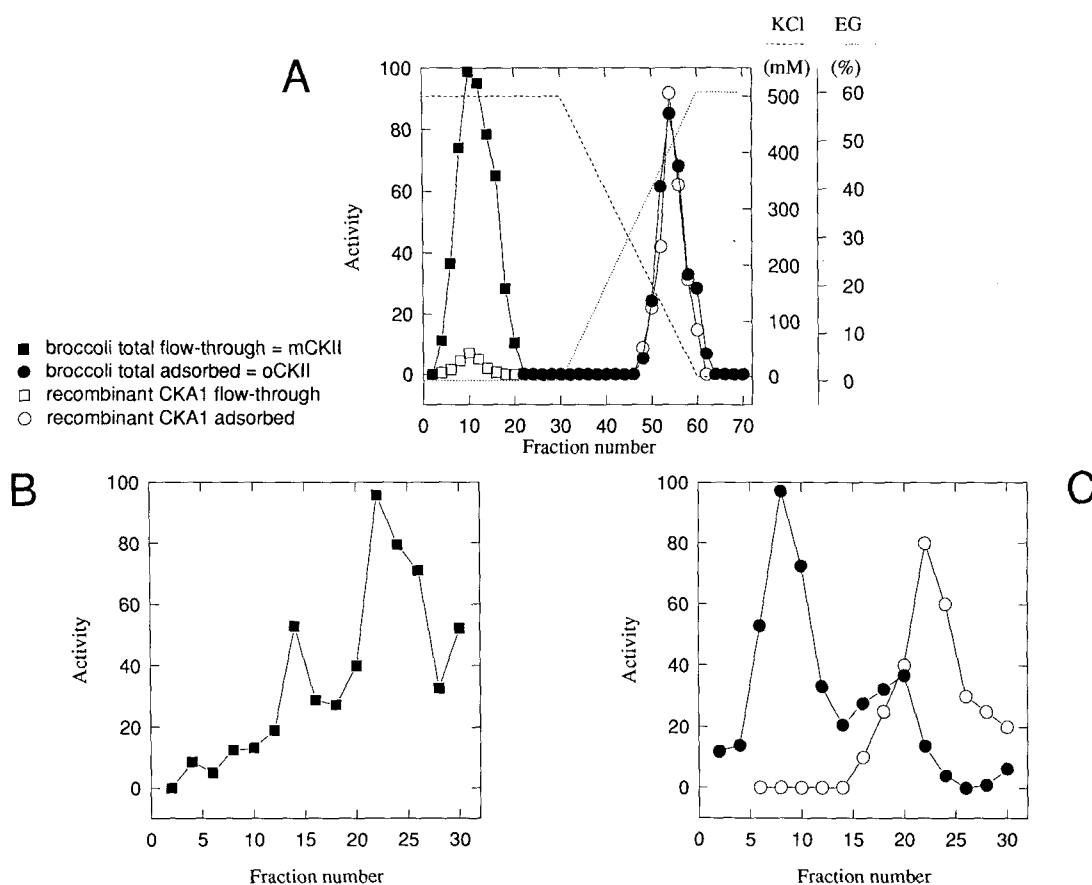 KCl EG
A (mM) (%)
100
80
60
40
20
0
Activity
0 10 20 30 40 50 60 70
Fraction number
500
400
300
200
100
0
60
50
40
30
20
10
0
■ broccoli total flow-through = mCKII
● broccoli total adsorbed = oCKII
□ recombinant CKA1 flow-through
○ recombinant CKA1 adsorbed
B
100
80
60
40
20
0
Activity
0 5 10 15 20 25 30
Fraction number
C
100
80
60
40
20
0
Activity
0 5 10 15 20 25 30
Fraction number